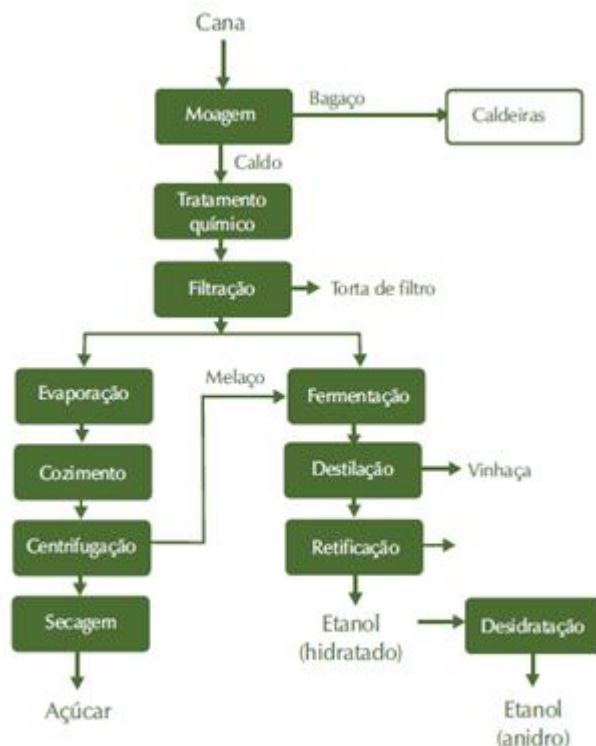 Cana
Moagem
Bagaço
Caldeiras
Caldo
Tratamento
químico
Filtração
Torta de filtro
Evaporação
Melaço
Fermentação
Cozimento
Destilação
Vinhaça
Centrifugação
Retificação
Secagem
Etanol
(hidratado)
Desidratação
Açúcar
Etanol
(anidro)